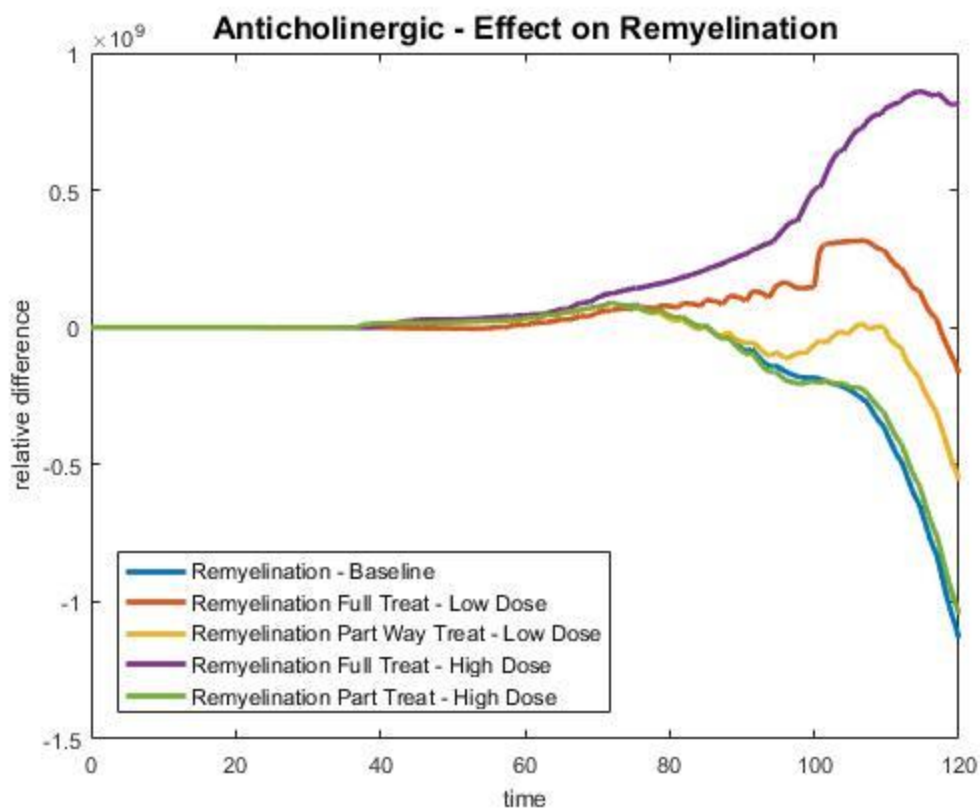 Anticholinergic - Effect on Remyelination
×10⁹
1
0.5
0
-0.5
-1
-1.5
relative difference
Remyelination - Baseline
Remyelination Full Treat - Low Dose
Remyelination Part Way Treat - Low Dose
Remyelination Full Treat - High Dose
Remyelination Part Treat - High Dose
0 20 40 60 80 100 120
time